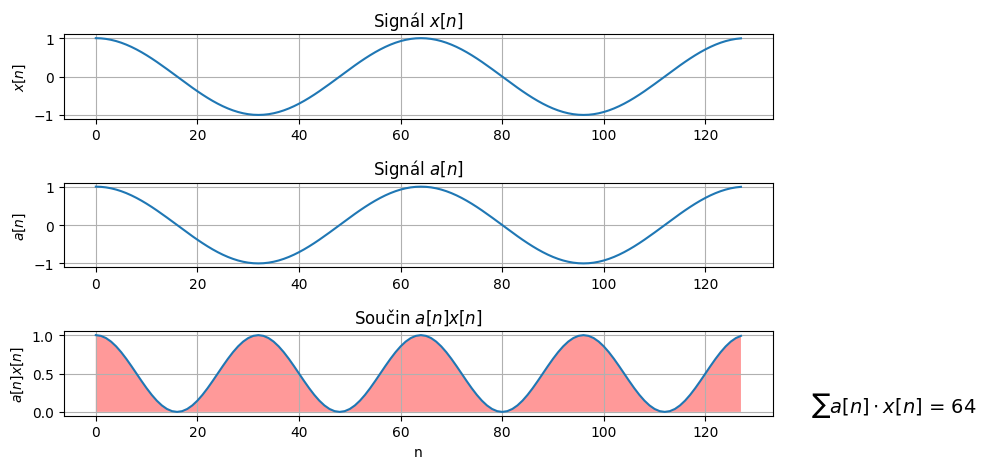 Signál x[n]
x[n]
1
0
−1
0 20 40 60 80 100 120
Signál a[n]
a[n]
1
0
−1
0 20 40 60 80 100 120
Součin a[n]x[n]
a[n]x[n]
1.0
0.5
0.0
0 20 40 60 80 100 120
n
∑a[n] · x[n] = 64